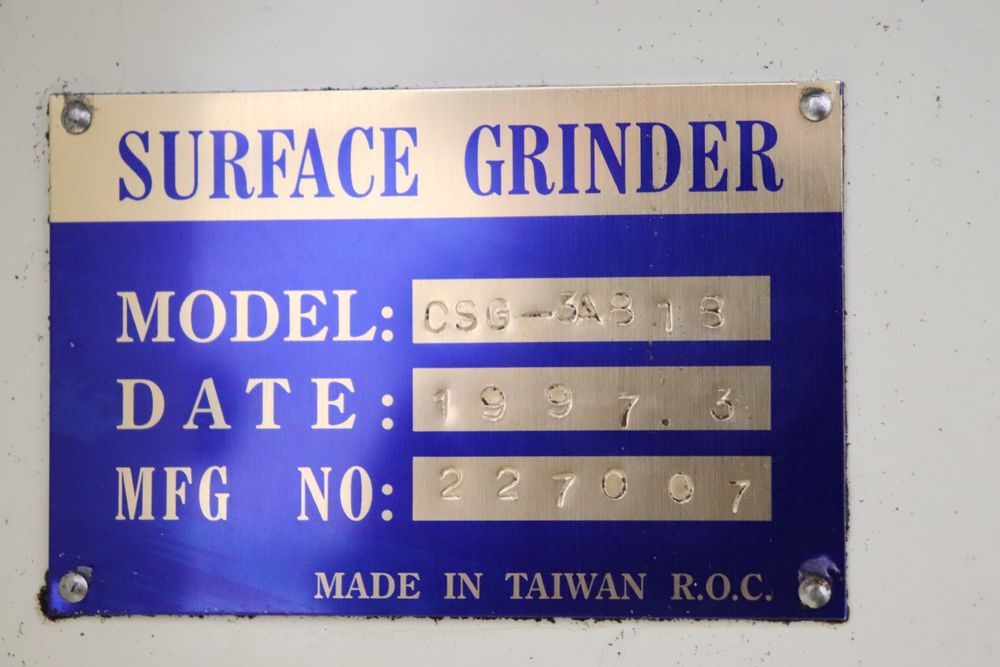 SURFACE GRINDER
MODEL: CSG-3A818
DATE: 1997.3
MFG NO: 227007
MADE IN TAIWAN R.O.C.